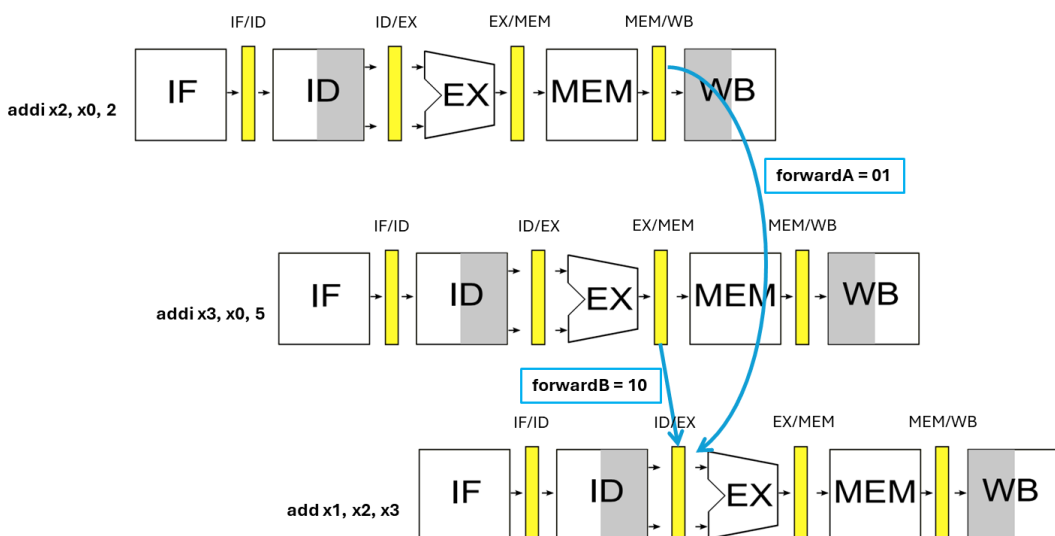 IF/ID ID/EX EX/MEM MEM/WB
addi x2, x0, 2 IF ID EX MEM WB
forwardA = 01
IF/ID ID/EX EX/MEM MEM/WB
addi x3, x0, 5 IF ID EX MEM WB
forwardB = 10
IF/ID ID/EX EX/MEM MEM/WB
add x1, x2, x3 IF ID EX MEM WB